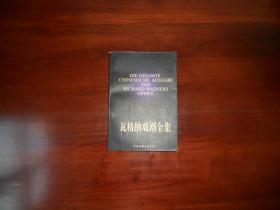 DIE GESAMTE
CHINESISCHE AUSGABE
VON
RICHARD WAGNERS
OPERN
瓦格纳戏剧全集